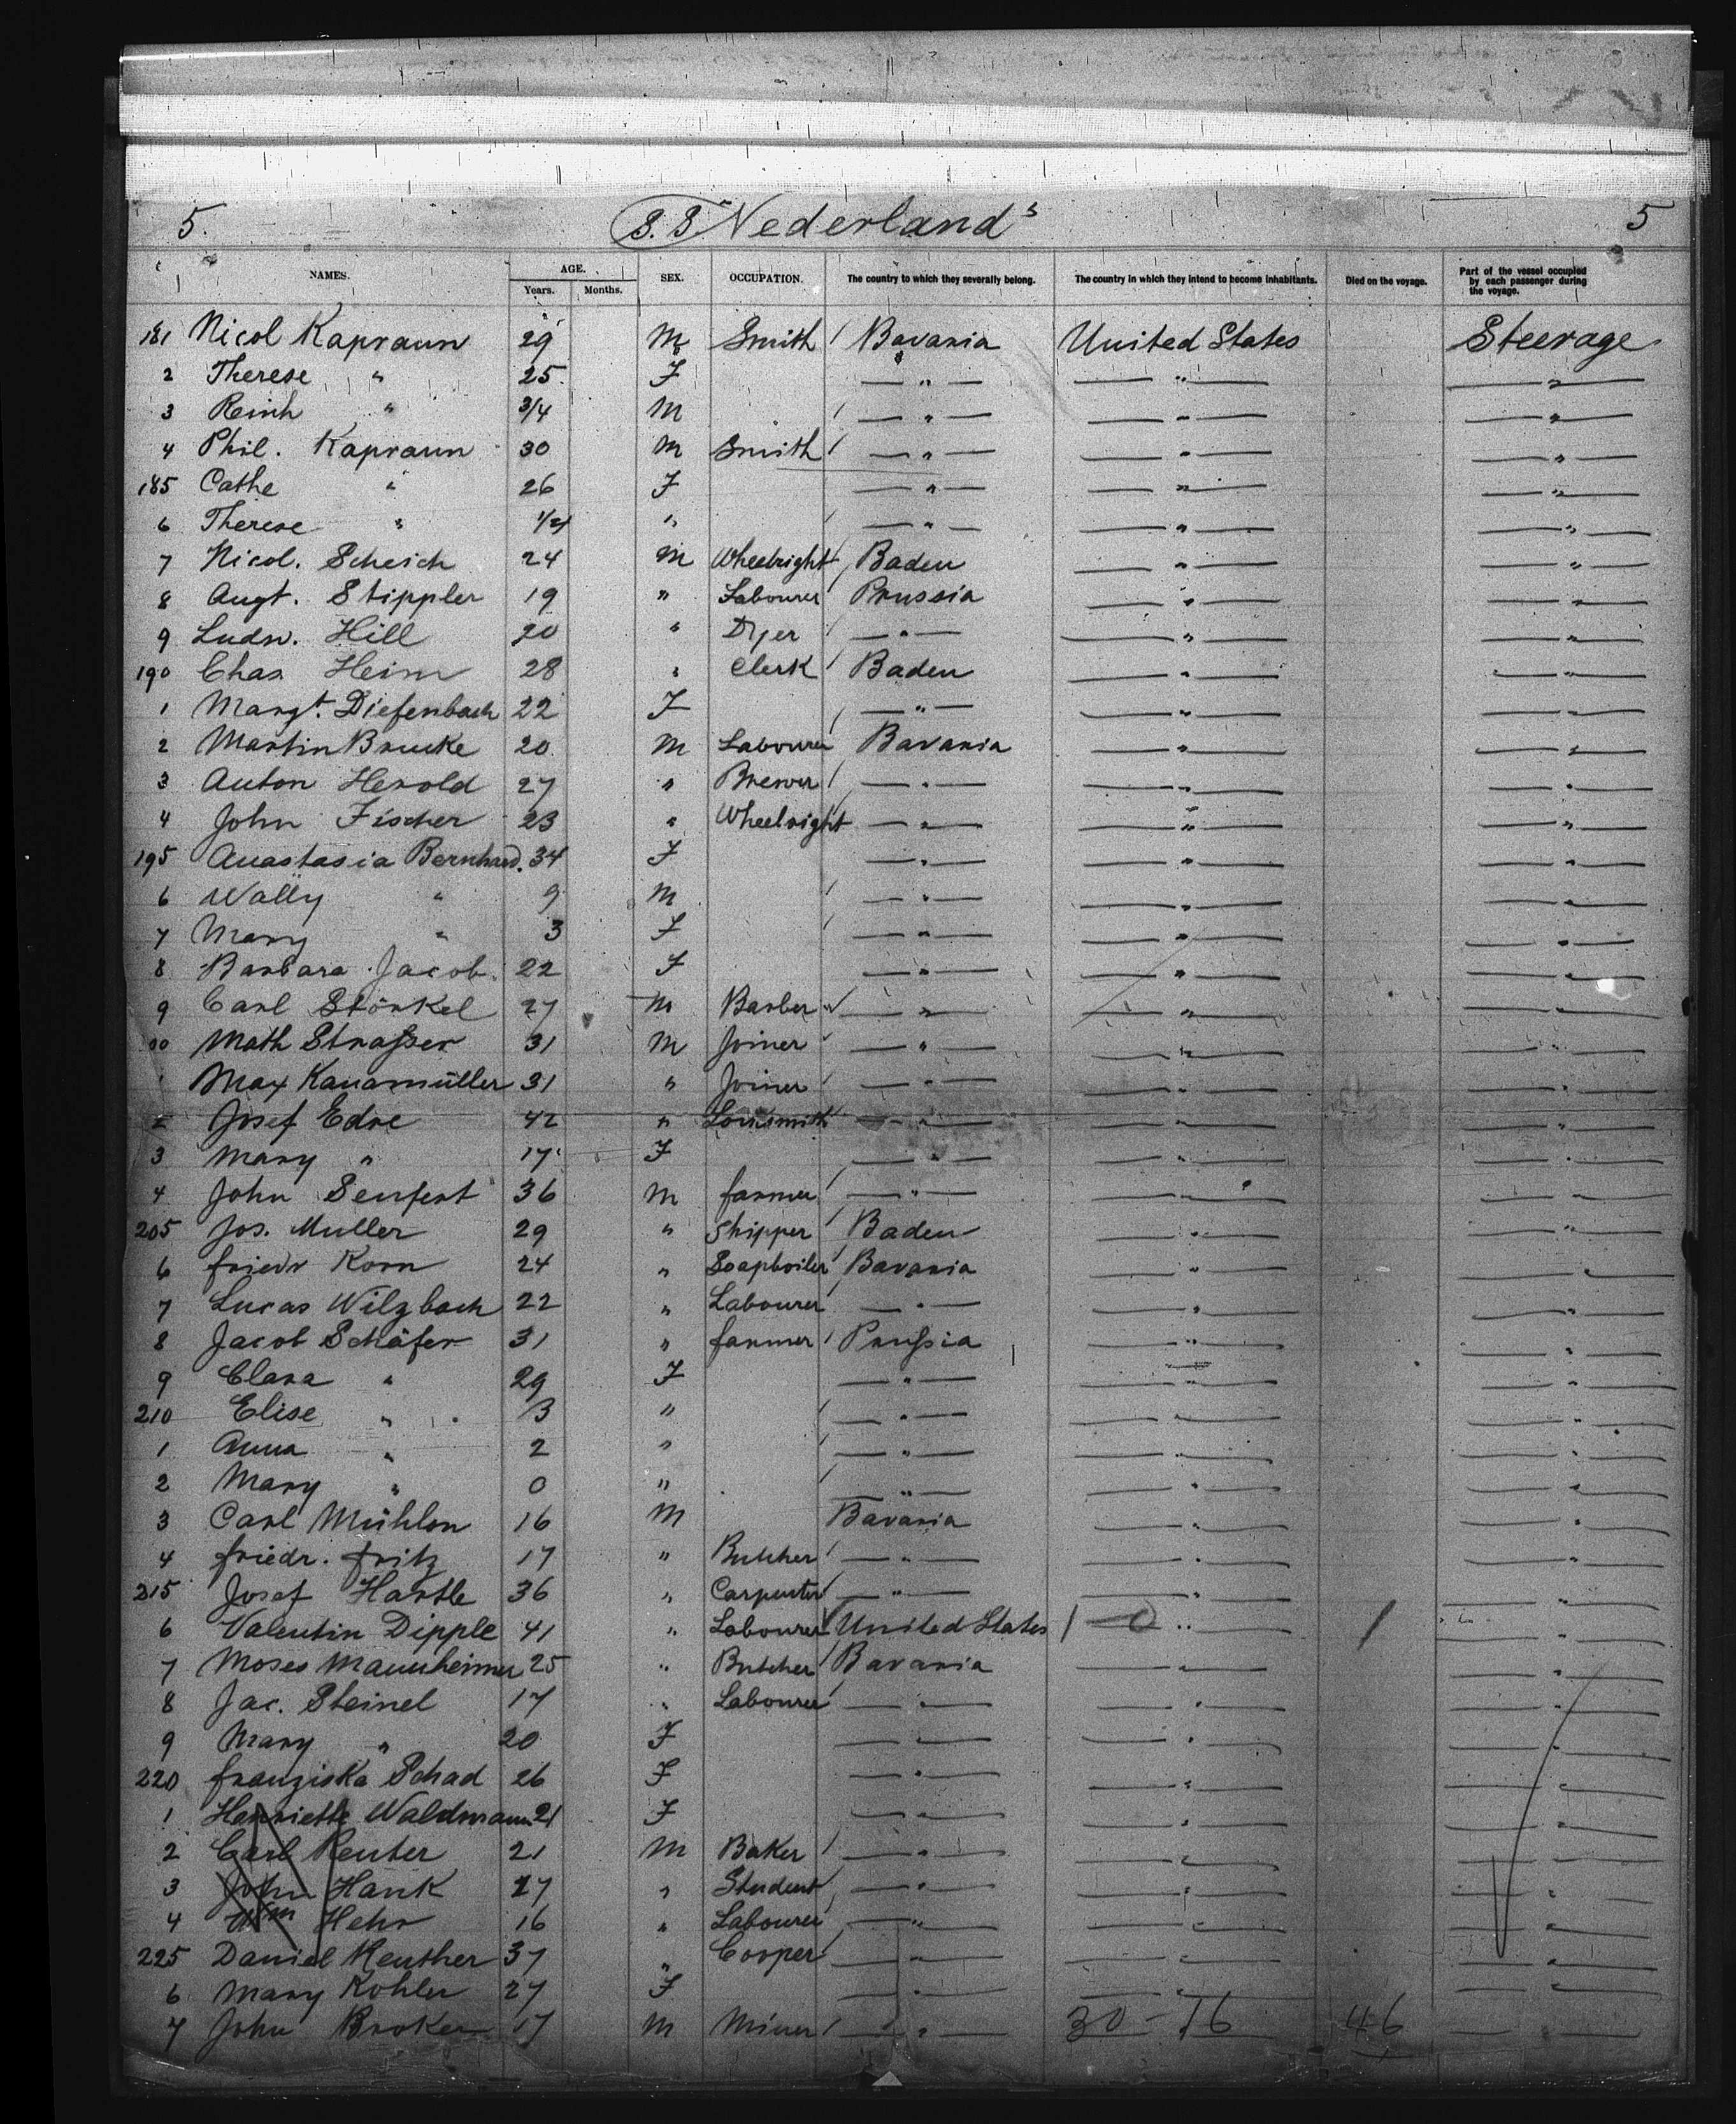 5. S.S. "Nederland" 5
NAMES. AGE. Years. Months. SEX. OCCUPATION. The country to which they severally belong. The country in which they intend to become inhabitants. Died on the voyage. Part of the vessel occupied by each passenger during the voyage.
181 Nicol Kapraun 29 M Smith / Bavaria United States Steerage
2 Therese " 25. F — " — — " — — " —
3 Reinh " 3/4 M / — " — — " — — " —
4 Phil. Kapraun 30 M Smith / — " — — " — — " —
185 Cathe " 26 F — " — — " — — " —
6 Therese " 1/2 " / — " — — " — — " —
7 Nicol. Scheich 24 M Wheelright / Baden — " — — " —
8 Augt. Stippler 19 " Labourer / Prussia — " — — " —
9 Ludw. Hill 20 " Dyer / — " — — " — — " —
190 Chas Heim 28 " Clerk / Baden — " — — " —
1 Margt. Diefenbach 22 F / — " — — " — — " —
2 Martin Brucke 20 M Labourer Bavaria — " — — " —
3 Anton Herold 27 " Brewer / — " — — " — — " —
4 John Fischer 23 " Wheelright — " — — " — — " —
195 Anastasia Bernhard. 34 F — " — — " — — " —
6 Wally " 9 M / — " — — " — — " —
7 Mary " 3 F / — " — — " — — " —
8 Barbara Jacob. 22 F — " — — " — — " —
9 Carl Störkel 27 M Barber / — " — — " — — " —
00 Math Straßer 31 M Joiner — " — — " — — " —
1 Max Kanamüller 31 " Joiner / — " — — " — — " —
2 Josef Edre 42 " Locksmith — " — — " — — " —
3 Mary " 17 F — " — — " — — " —
4 John Senfert 36 M farmer / — " — — " — — " —
205 Jos. Muller 29 " Shipper / Baden — " — — " —
6 friedr Korn 24 " Soapboiler / Bavaria — " — — " —
7 Lucas Wilzbach 22 " Labourer — " — — " — — " —
8 Jacob Schäfer 31 " farmer / Prußia — " — — " —
9 Clara " 29 F — " — — " — — " —
210 Elise " 3 " / — " — — " — — " —
1 Anna " 2 " / — " — — " — — " —
2 Mary " 0 " / — " — — " — — " —
3 Carl Mühlon 16 M Bavaria — " — — " —
4 friedr. fritz 17 " Butcher / — " — — " — — " —
215 Josef Hartle 36 " Carpenter / — " — — " — — " —
6 Valentin Dipple 41 " Labourer United States / — 0 " — / — " —
7 Moses Mannheimer 25 " Butcher / Bavaria — " — — " —
8 Jac. Steinel 17 " Labourer / — " — — " — — " —
9 Mary " 20 F — " — — " — — " —
220 franziska Schad 26 F — " — — " — — " —
1 Henriette Waldmann 21 F — " — — " — — " —
2 Carl Reuter 21 M Baker / — " — — " — — " —
3 John Hank 27 " Student / — " — — " — — " —
4 Wm Hehr 16 " Labourer / — " — — " — — " —
225 Daniel Reuther 37 " Cooper / — " — — " — — " —
6 Mary Kohler 27 F — " — — " — — " —
7 John Broker 17 M Miner / — " — 30 - 16 46 — —